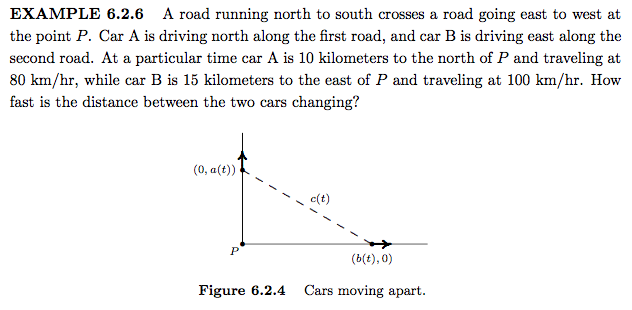 EXAMPLE 6.2.6 A road running north to south crosses a road going east to west at
the point P. Car A is driving north along the first road, and car B is driving east along the
second road. At a particular time car A is 10 kilometers to the north of P and traveling at
80 km/hr, while car B is 15 kilometers to the east of P and traveling at 100 km/hr. How
fast is the distance between the two cars changing?
(0, a(t))
c(t)
P
(b(t), 0)
Figure 6.2.4 Cars moving apart.